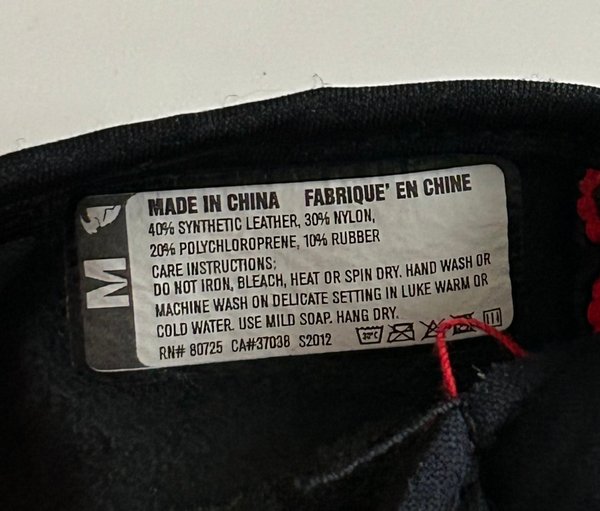 M
MADE IN CHINA FABRIQUE' EN CHINE
40% SYNTHETIC LEATHER, 30% NYLON,
20% POLYCHLOROPRENE, 10% RUBBER
CARE INSTRUCTIONS:
DO NOT IRON, BLEACH, HEAT OR SPIN DRY. HAND WASH OR
MACHINE WASH ON DELICATE SETTING IN LUKE WARM OR
COLD WATER. USE MILD SOAP. HANG DRY.
RN# 80725 CA#37038 S2012 30°C